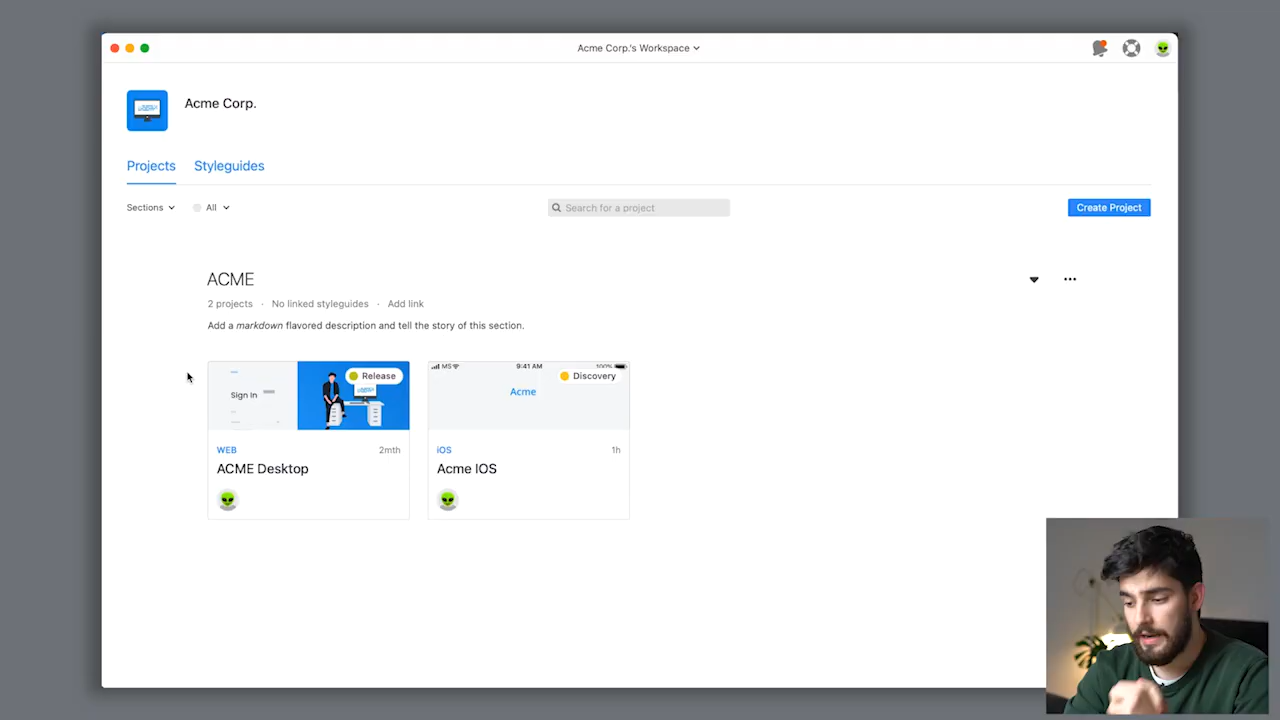 Acme Corp.'s Workspace
Acme Corp.
Projects Styleguides
Sections All Search for a project Create Project
ACME
2 projects · No linked styleguides · Add link
Add a markdown flavored description and tell the story of this section.
Release
Sign In
MS 9:41 AM 100%
Discovery
Acme
WEB 2mth
ACME Desktop
iOS 1h
Acme IOS